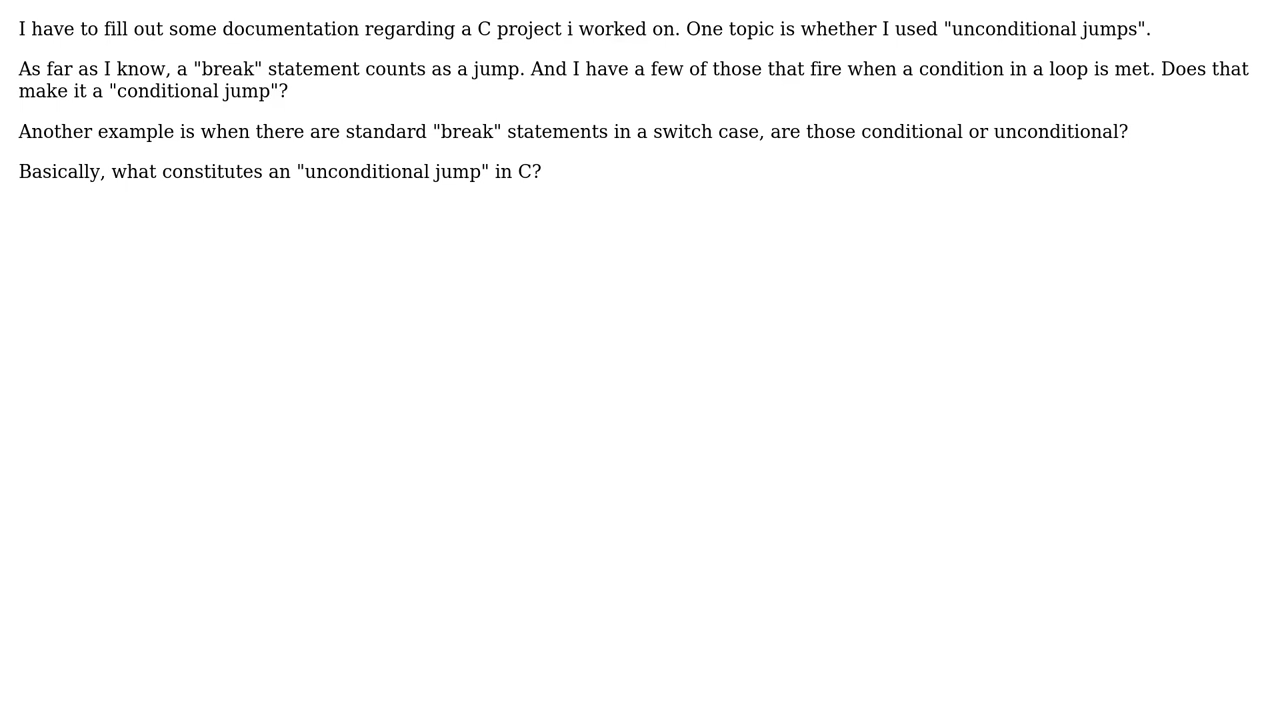 I have to fill out some documentation regarding a C project i worked on. One topic is whether I used "unconditional jumps".
As far as I know, a "break" statement counts as a jump. And I have a few of those that fire when a condition in a loop is met. Does that
make it a "conditional jump"?
Another example is when there are standard "break" statements in a switch case, are those conditional or unconditional?
Basically, what constitutes an "unconditional jump" in C?